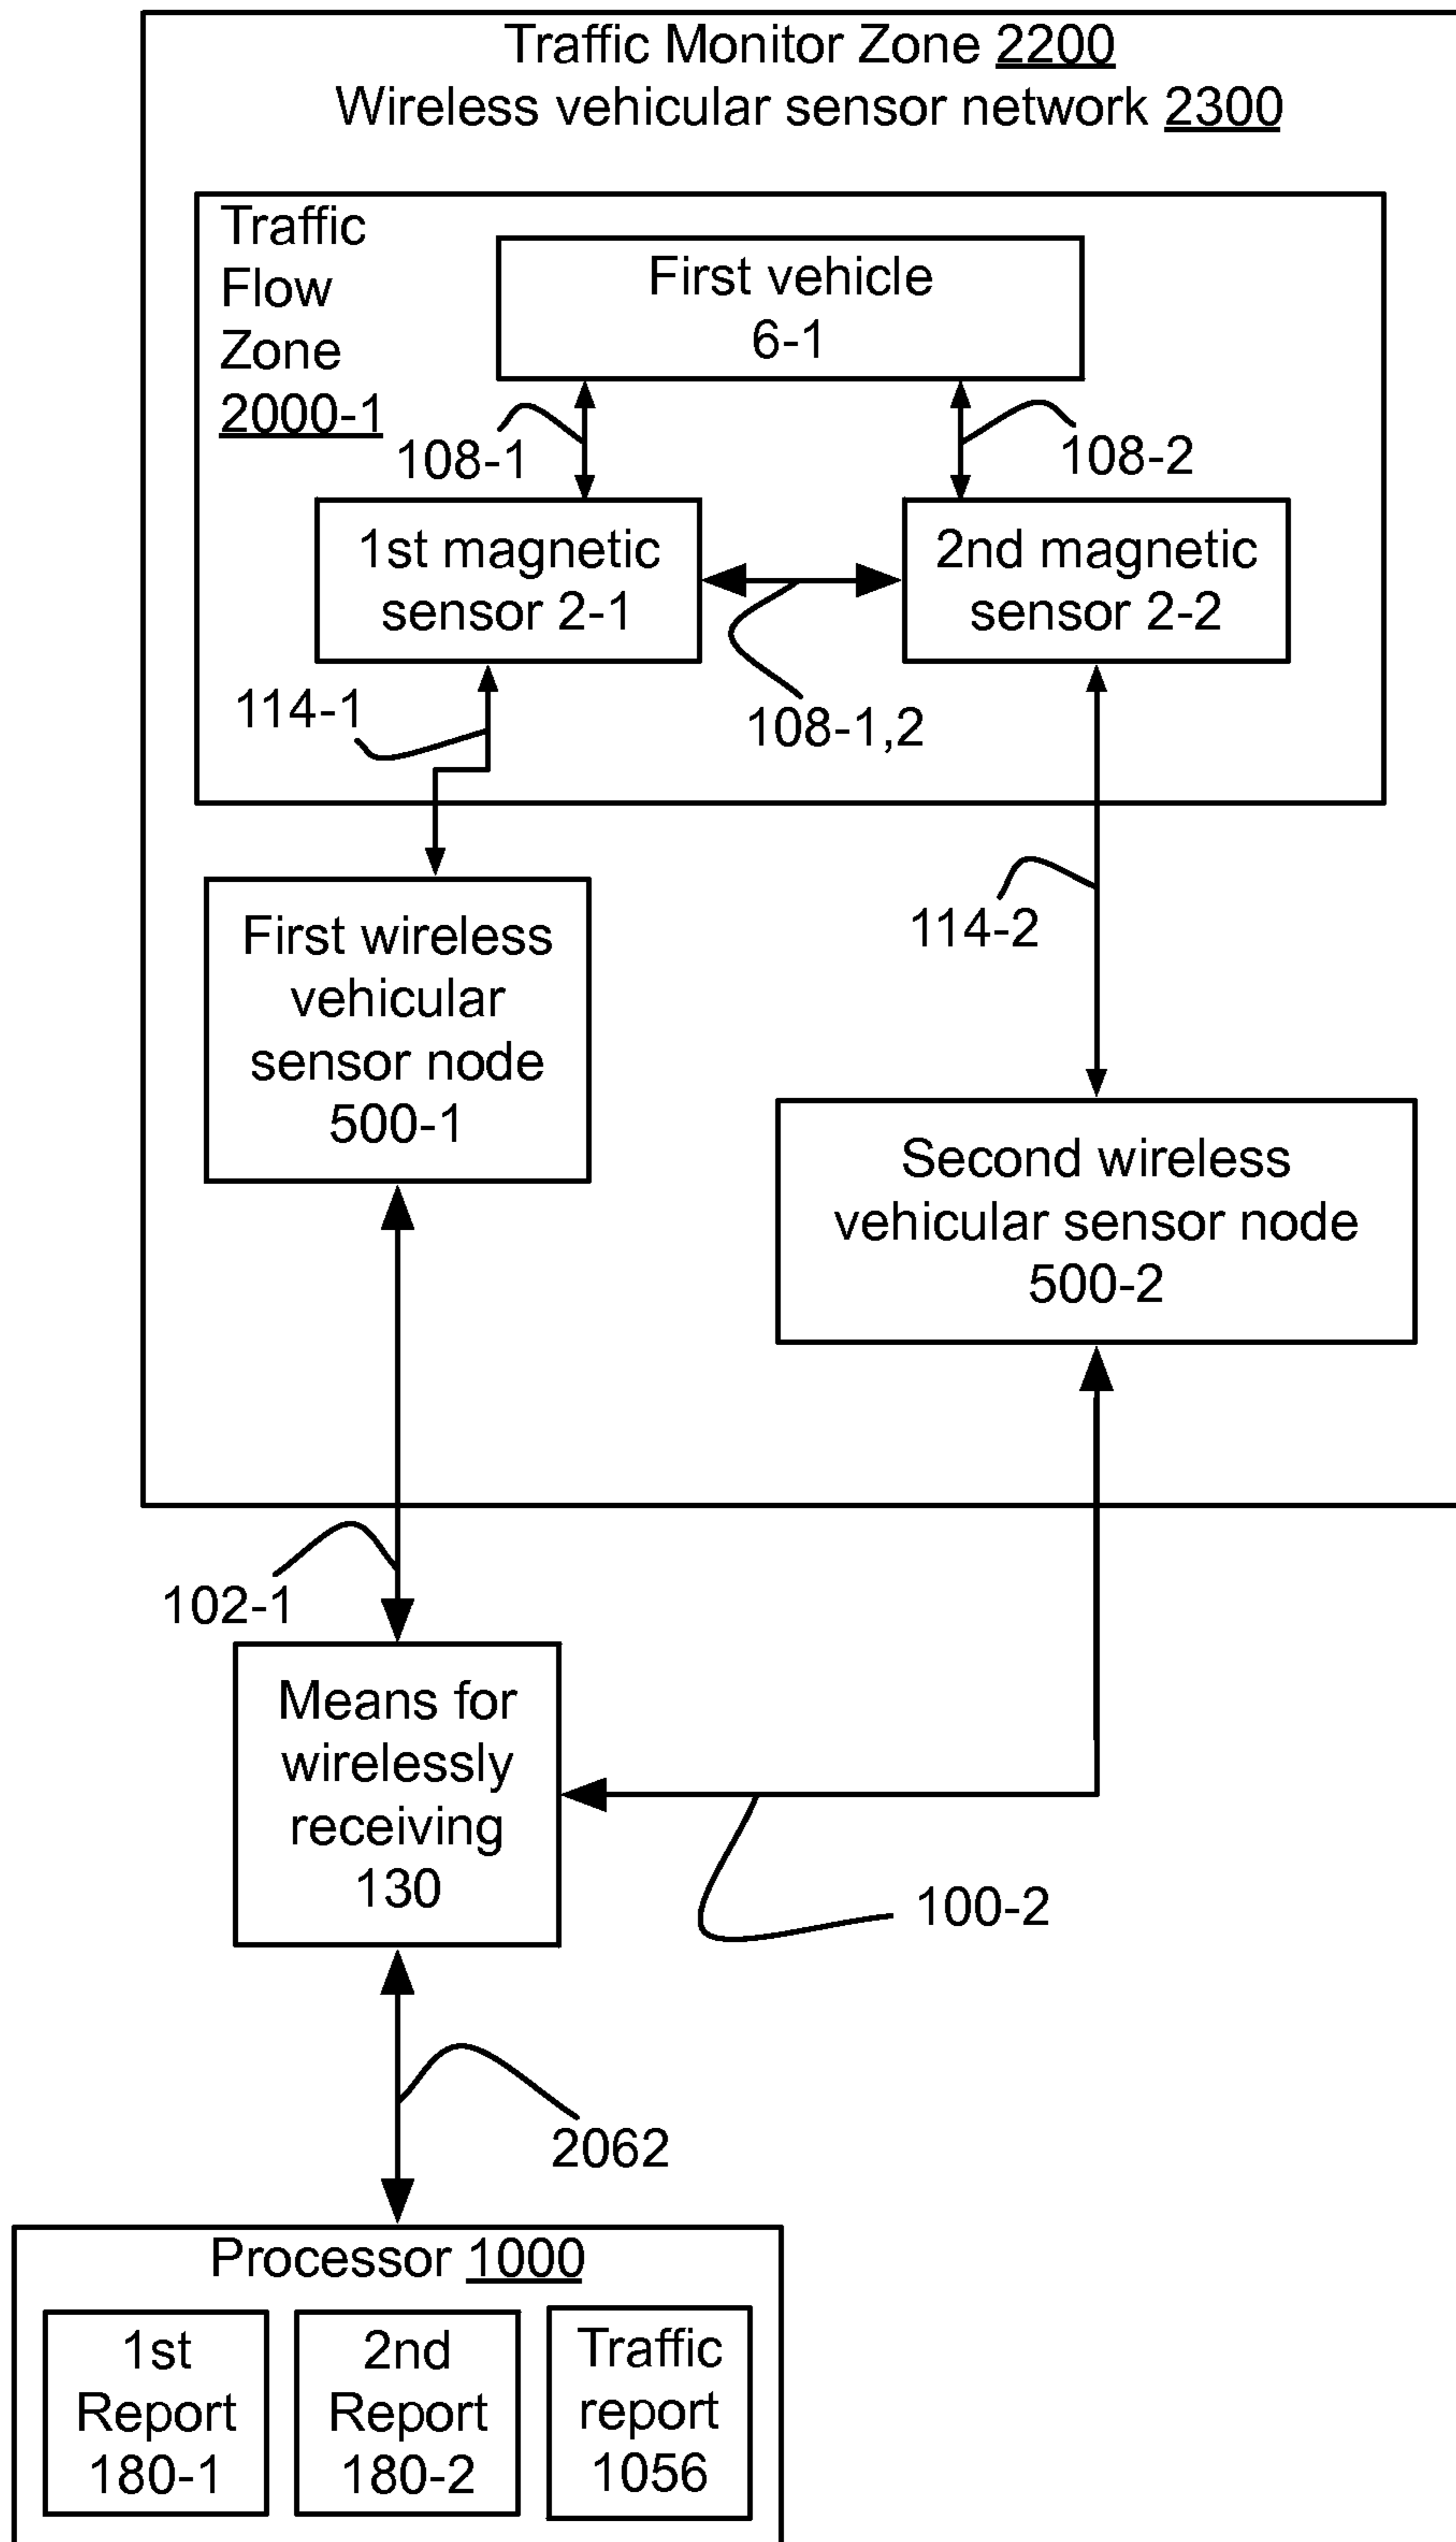 Traffic Monitor Zone 2200
Wireless vehicular sensor network 2300
Traffic
Flow
Zone
2000-1
First vehicle
6-1
108-1
108-2
1st magnetic
sensor 2-1
2nd magnetic
sensor 2-2
114-1
108-1,2
First wireless
vehicular
sensor node
500-1
114-2
Second wireless
vehicular sensor node
500-2
102-1
Means for
wirelessly
receiving
130
100-2
2062
Processor 1000
1st
Report
180-1
2nd
Report
180-2
Traffic
report
1056